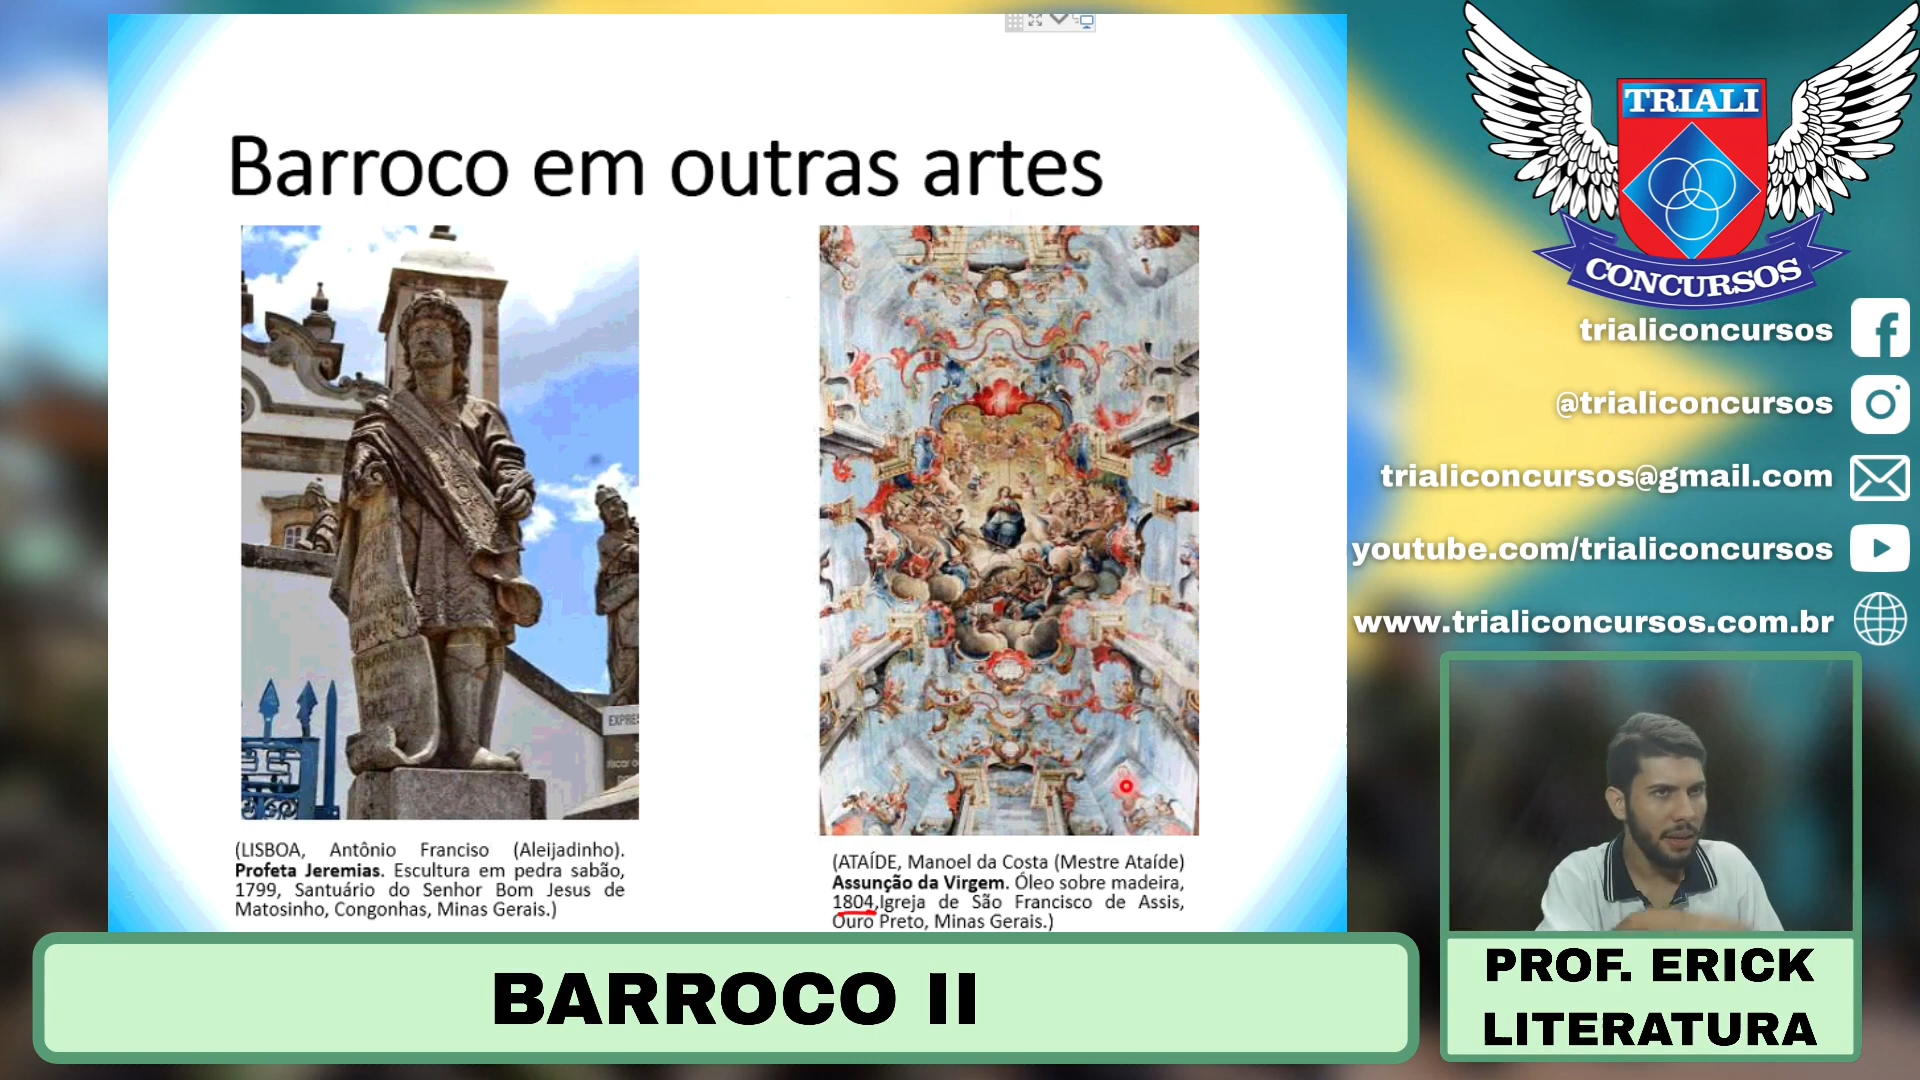 Barroco em outras artes
(LISBOA, Antônio Franciso (Aleijadinho).
Profeta Jeremias. Escultura em pedra sabão,
1799, Santuário do Senhor Bom Jesus de
Matosinho, Congonhas, Minas Gerais.)
(ATAÍDE, Manoel da Costa (Mestre Ataíde)
Assunção da Virgem. Óleo sobre madeira,
1804,Igreja de São Francisco de Assis,
Ouro Preto, Minas Gerais.)
EXPRE
TRIALI
CONCURSOS
trialiconcursos
@trialiconcursos
trialiconcursos@gmail.com
youtube.com/trialiconcursos
www.trialiconcursos.com.br
BARROCO II
PROF. ERICK
LITERATURA